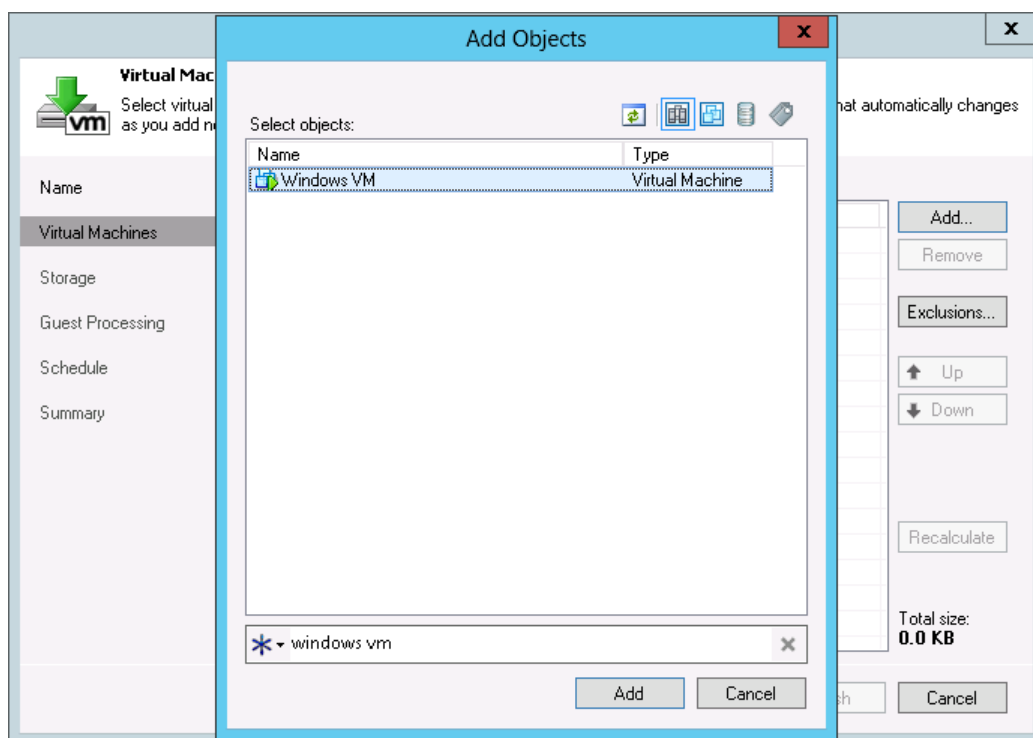 Add Objects
x
x
Virtual Mac
Select virtual
as you add n
hat automatically changes
vm
Select objects:
Name Type
Windows VM Virtual Machine
Name
Virtual Machines
Storage
Guest Processing
Schedule
Summary
Add...
Remove
Exclusions...
Up
Down
Recalculate
Total size:
0.0 KB
windows vm
Add Cancel
sh
Cancel